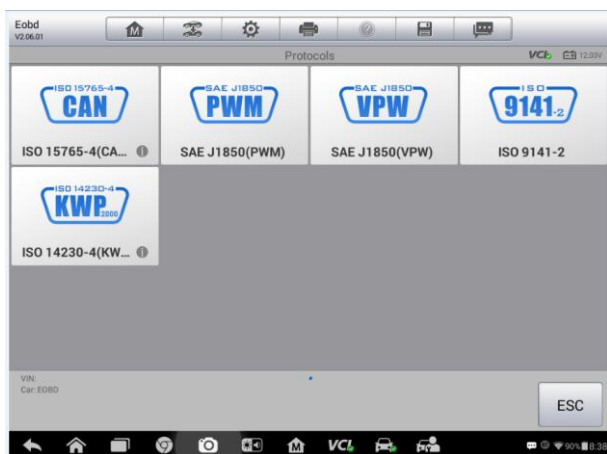 Eobd
V2.06.01
M
Protocols
VCI
12.09V
ISO 15765-4
CAN
ISO 15765-4(CA...
SAE J1850
PWM
SAE J1850(PWM)
SAE J1850
VPW
SAE J1850(VPW)
ISO
9141-2
ISO 9141-2
ISO 14230-4
KWP2000
ISO 14230-4(KW...
VIN:
Car: EOBD
ESC
M
VCI
90% 8:38